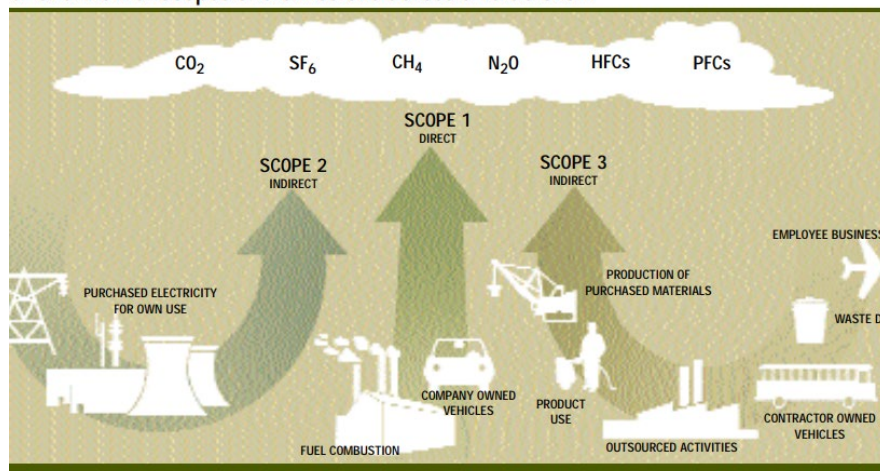 CO2 SF6 CH4 N2O HFCs PFCs
SCOPE 1
DIRECT
SCOPE 2
INDIRECT
SCOPE 3
INDIRECT
EMPLOYEE BUSINESS
PURCHASED ELECTRICITY
FOR OWN USE
PRODUCTION OF
PURCHASED MATERIALS
WASTE D
COMPANY OWNED
VEHICLES
PRODUCT
USE
CONTRACTOR OWNED
VEHICLES
FUEL COMBUSTION
OUTSOURCED ACTIVITIES